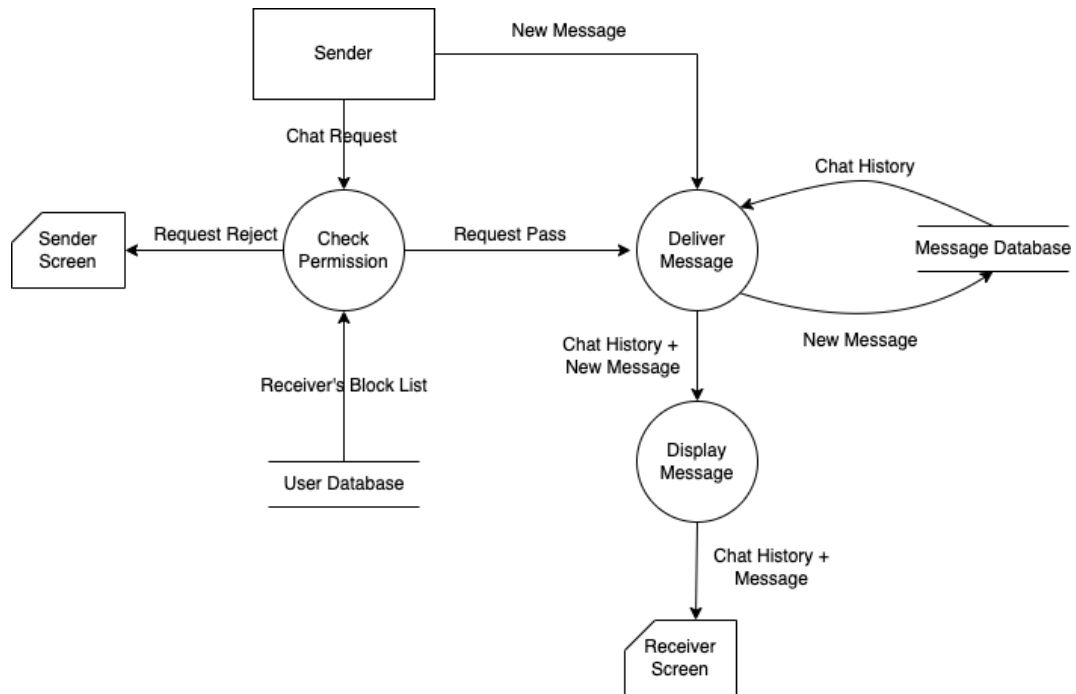 New Message
Sender
Chat Request
Chat History
Sender
Screen
Request Reject
Check
Permission
Request Pass
Deliver
Message
Message Database
New Message
Chat History +
New Message
Receiver's Block List
Display
Message
User Database
Chat History +
Message
Receiver
Screen